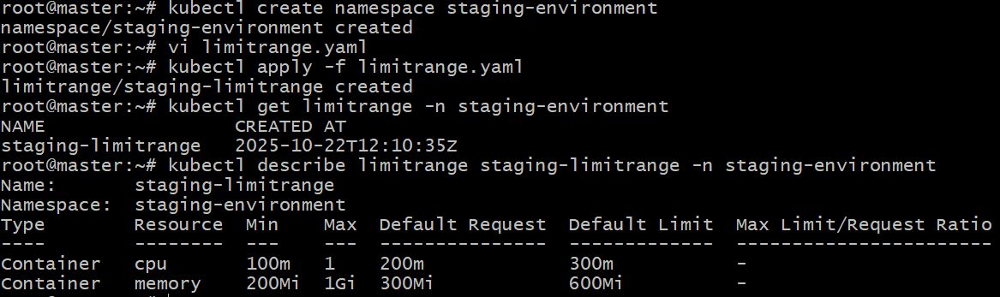 root@master:~# kubectl create namespace staging-environment
namespace/staging-environment created
root@master:~# vi limitrange.yaml
root@master:~# kubectl apply -f limitrange.yaml
limitrange/staging-limitrange created
root@master:~# kubectl get limitrange -n staging-environment
NAME                 CREATED AT
staging-limitrange   2025-10-22T12:10:35Z
root@master:~# kubectl describe limitrange staging-limitrange -n staging-environment
Name:       staging-limitrange
Namespace:  staging-environment
Type        Resource  Min    Max  Default Request  Default Limit  Max Limit/Request Ratio
----        --------  ---    ---  ---------------  -------------  -----------------------
Container   cpu       100m   1    200m             300m           -
Container   memory    200Mi  1Gi  300Mi            600Mi          -